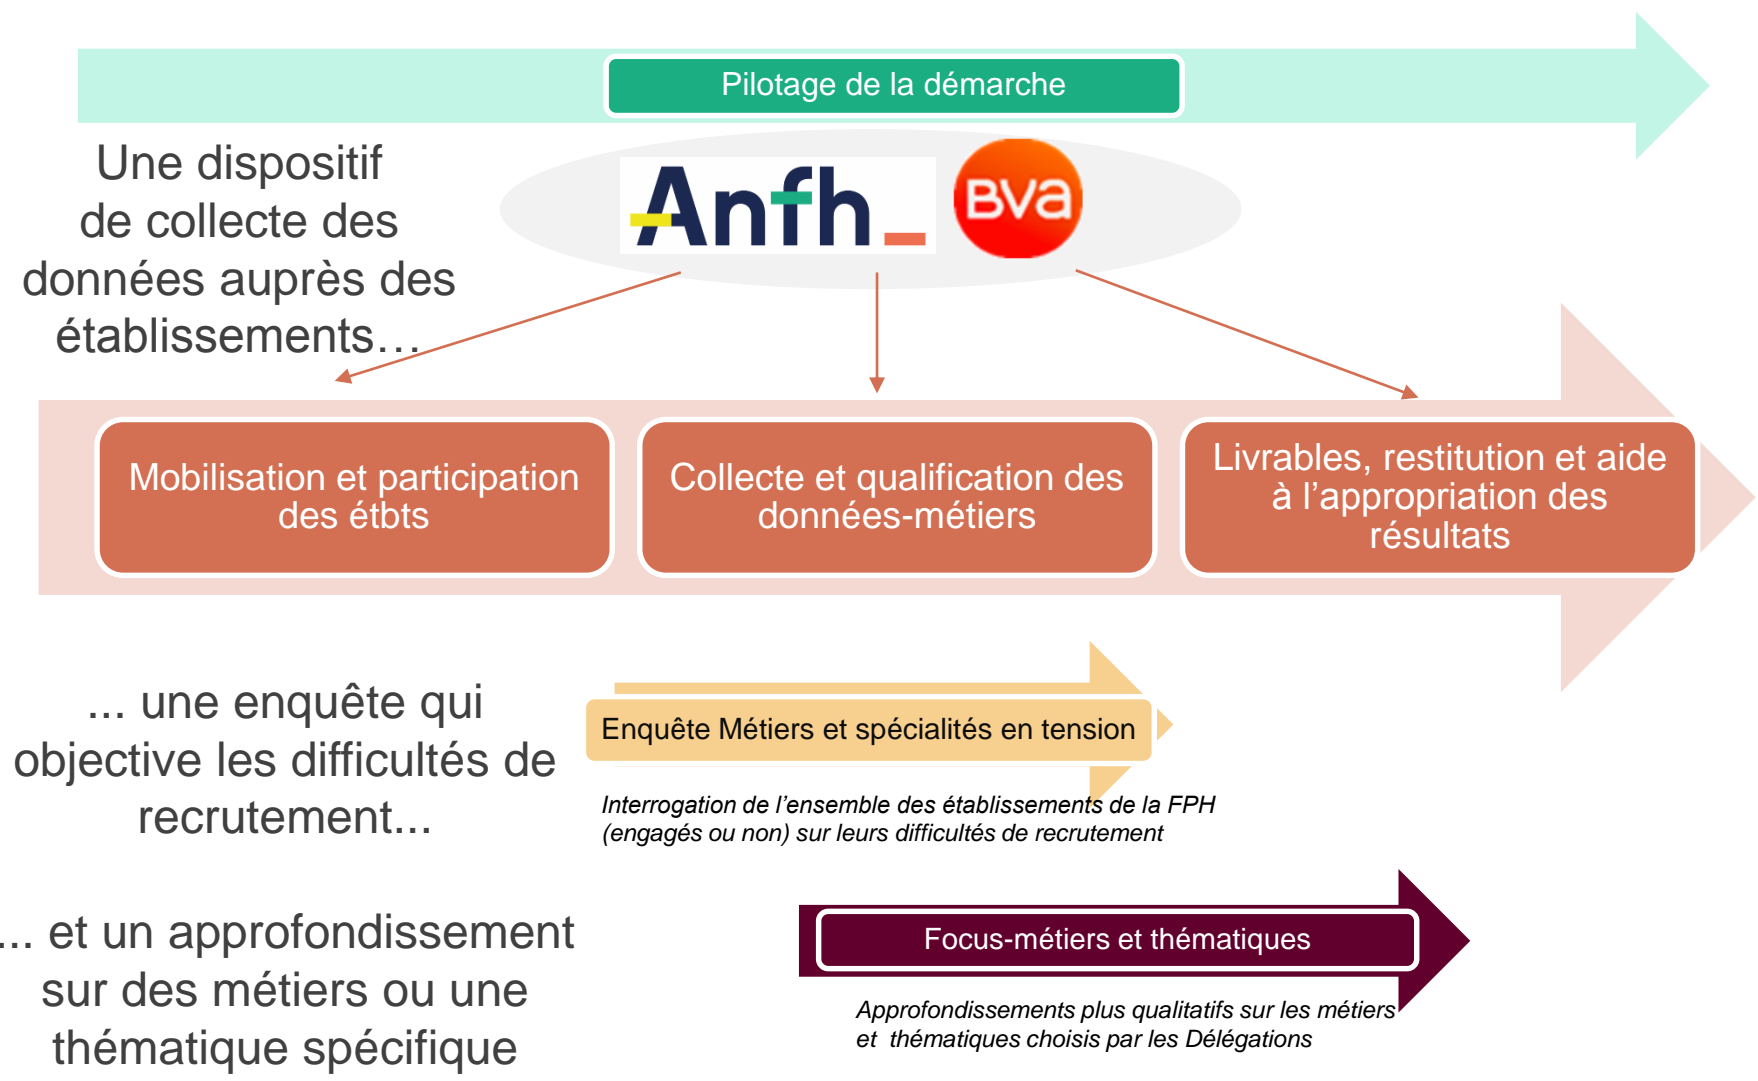 Pilotage de la démarche
Une dispositif
de collecte des
données auprès des
établissements…
Anfh
BVA
Mobilisation et participation
des étbts
Collecte et qualification des
données-métiers
Livrables, restitution et aide
à l’appropriation des
résultats
... une enquête qui
objective les difficultés de
recrutement...
Enquête Métiers et spécialités en tension
Interrogation de l’ensemble des établissements de la FPH
(engagés ou non) sur leurs difficultés de recrutement
... et un approfondissement
sur des métiers ou une
thématique spécifique
Focus-métiers et thématiques
Approfondissements plus qualitatifs sur les métiers
et thématiques choisis par les Délégations